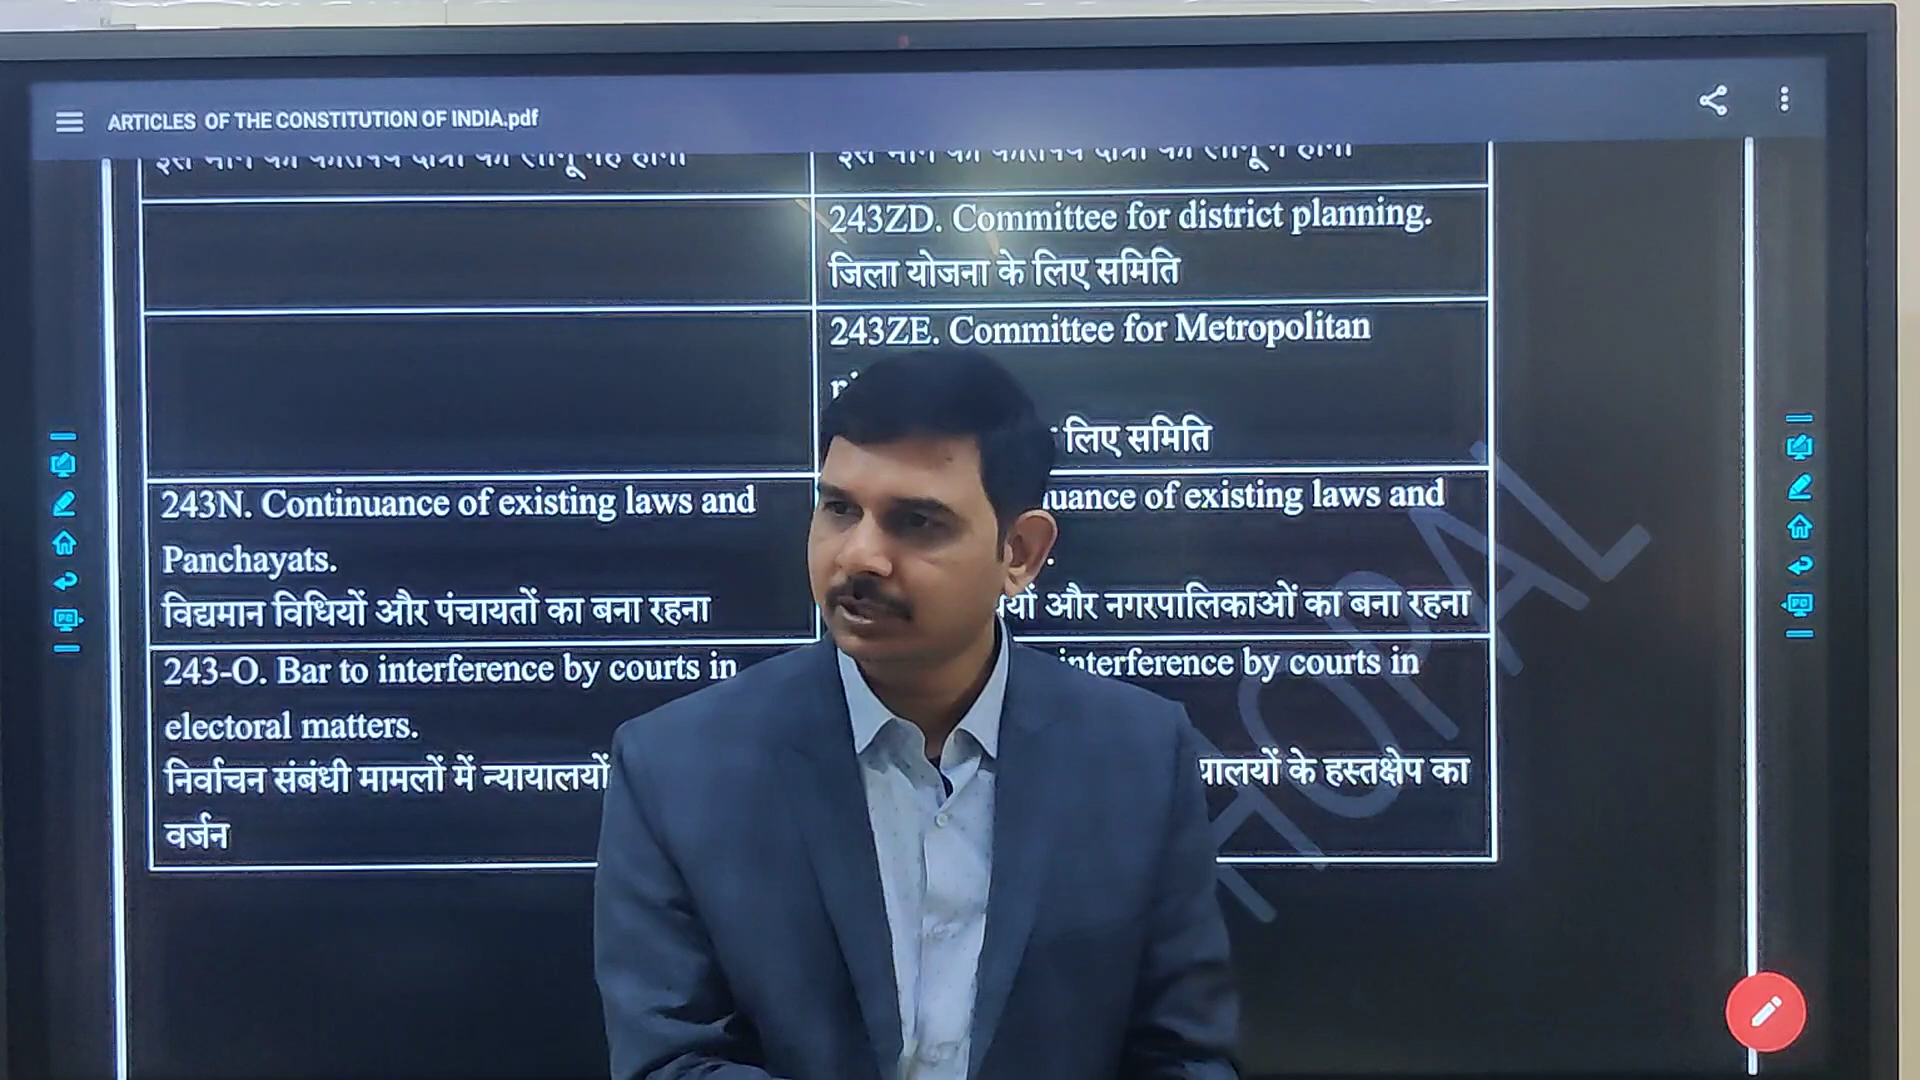 ARTICLES OF THE CONSTITUTION OF INDIA.pdf
243ZD. Committee for district planning.
जिला योजना के लिए समिति
243ZE. Committee for Metropolitan
लिए समिति
243N. Continuance of existing laws and
Panchayats.
विद्यमान विधियों और पंचायतों का बना रहना
of existing laws and
.
और नगरपालिकाओं का बना रहना
243-O. Bar to interference by courts in
electoral matters.
निर्वाचन संबंधी मामलों में न्यायालयों
वर्जन
interference by courts in
के हस्तक्षेप का